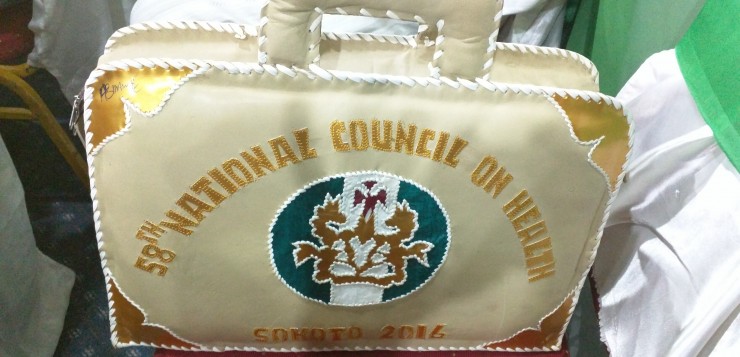 58TH NATIONAL COUNCIL ON HEALTH
SOKOTO 2016